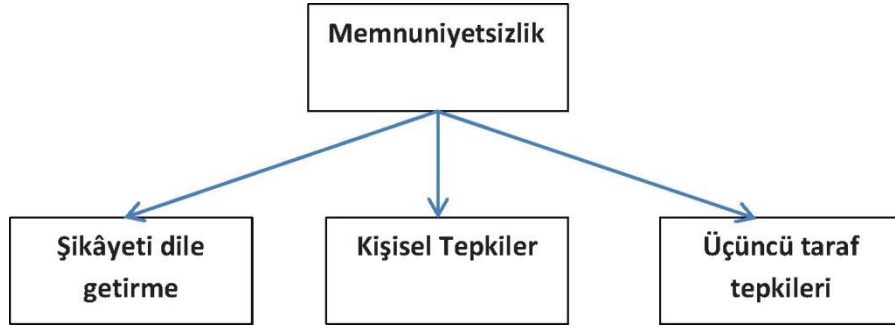 Memnuniyetsizlik
Şikâyeti dile
getirme
Kişisel Tepkiler
Üçüncü taraf
tepkileri